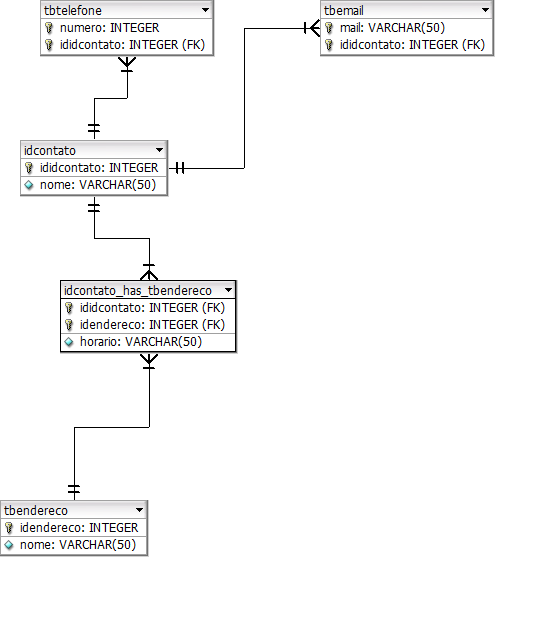 tbtelefone
numero: INTEGER
ididcontato: INTEGER (FK)
tbemail
mail: VARCHAR(50)
ididcontato: INTEGER (FK)
idcontato
ididcontato: INTEGER
nome: VARCHAR(50)
idcontato_has_tbendereco
ididcontato: INTEGER (FK)
idendereco: INTEGER (FK)
horario: VARCHAR(50)
tbendereco
idendereco: INTEGER
nome: VARCHAR(50)